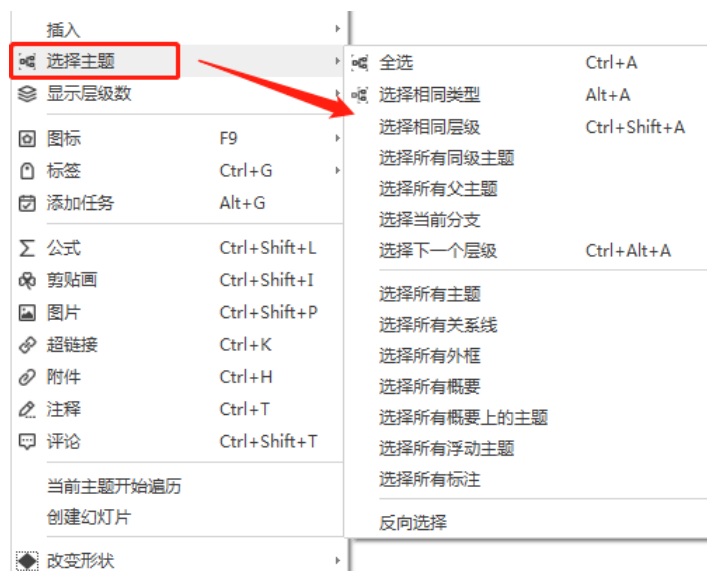 插入
选择主题
显示层级数
图标 F9
标签 Ctrl+G
添加任务 Alt+G
公式 Ctrl+Shift+L
剪贴画 Ctrl+Shift+I
图片 Ctrl+Shift+P
超链接 Ctrl+K
附件 Ctrl+H
注释 Ctrl+T
评论 Ctrl+Shift+T
当前主题开始遍历
创建幻灯片
改变形状
全选 Ctrl+A
选择相同类型 Alt+A
选择相同层级 Ctrl+Shift+A
选择所有同级主题
选择所有父主题
选择当前分支
选择下一个层级 Ctrl+Alt+A
选择所有主题
选择所有关系线
选择所有外框
选择所有概要
选择所有概要上的主题
选择所有浮动主题
选择所有标注
反向选择